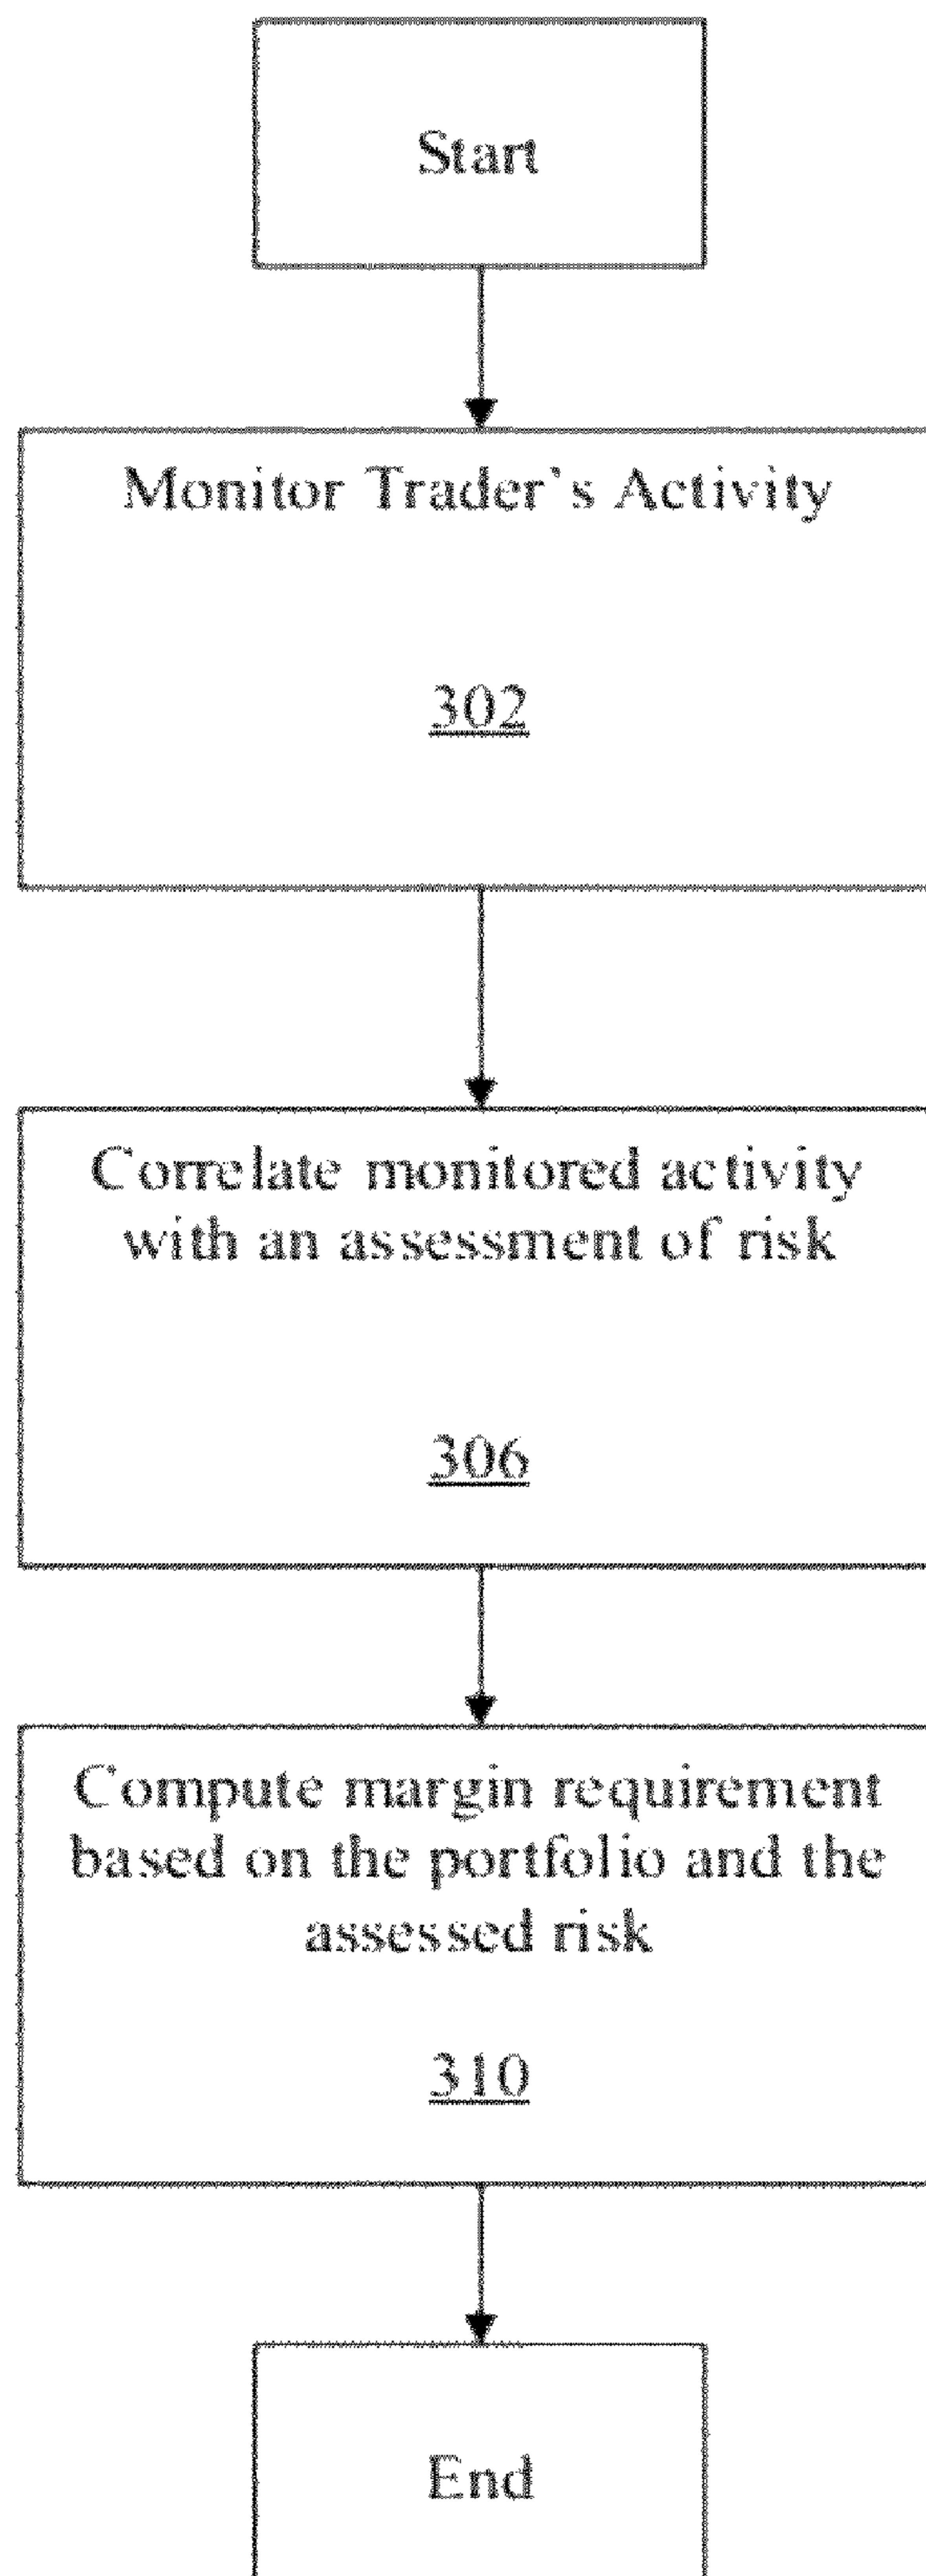 Start
Monitor Trader's Activity
302
Correlate monitored activity
with an assessment of risk
306
Compute margin requirement
based on the portfolio and the
assessed risk
310
End